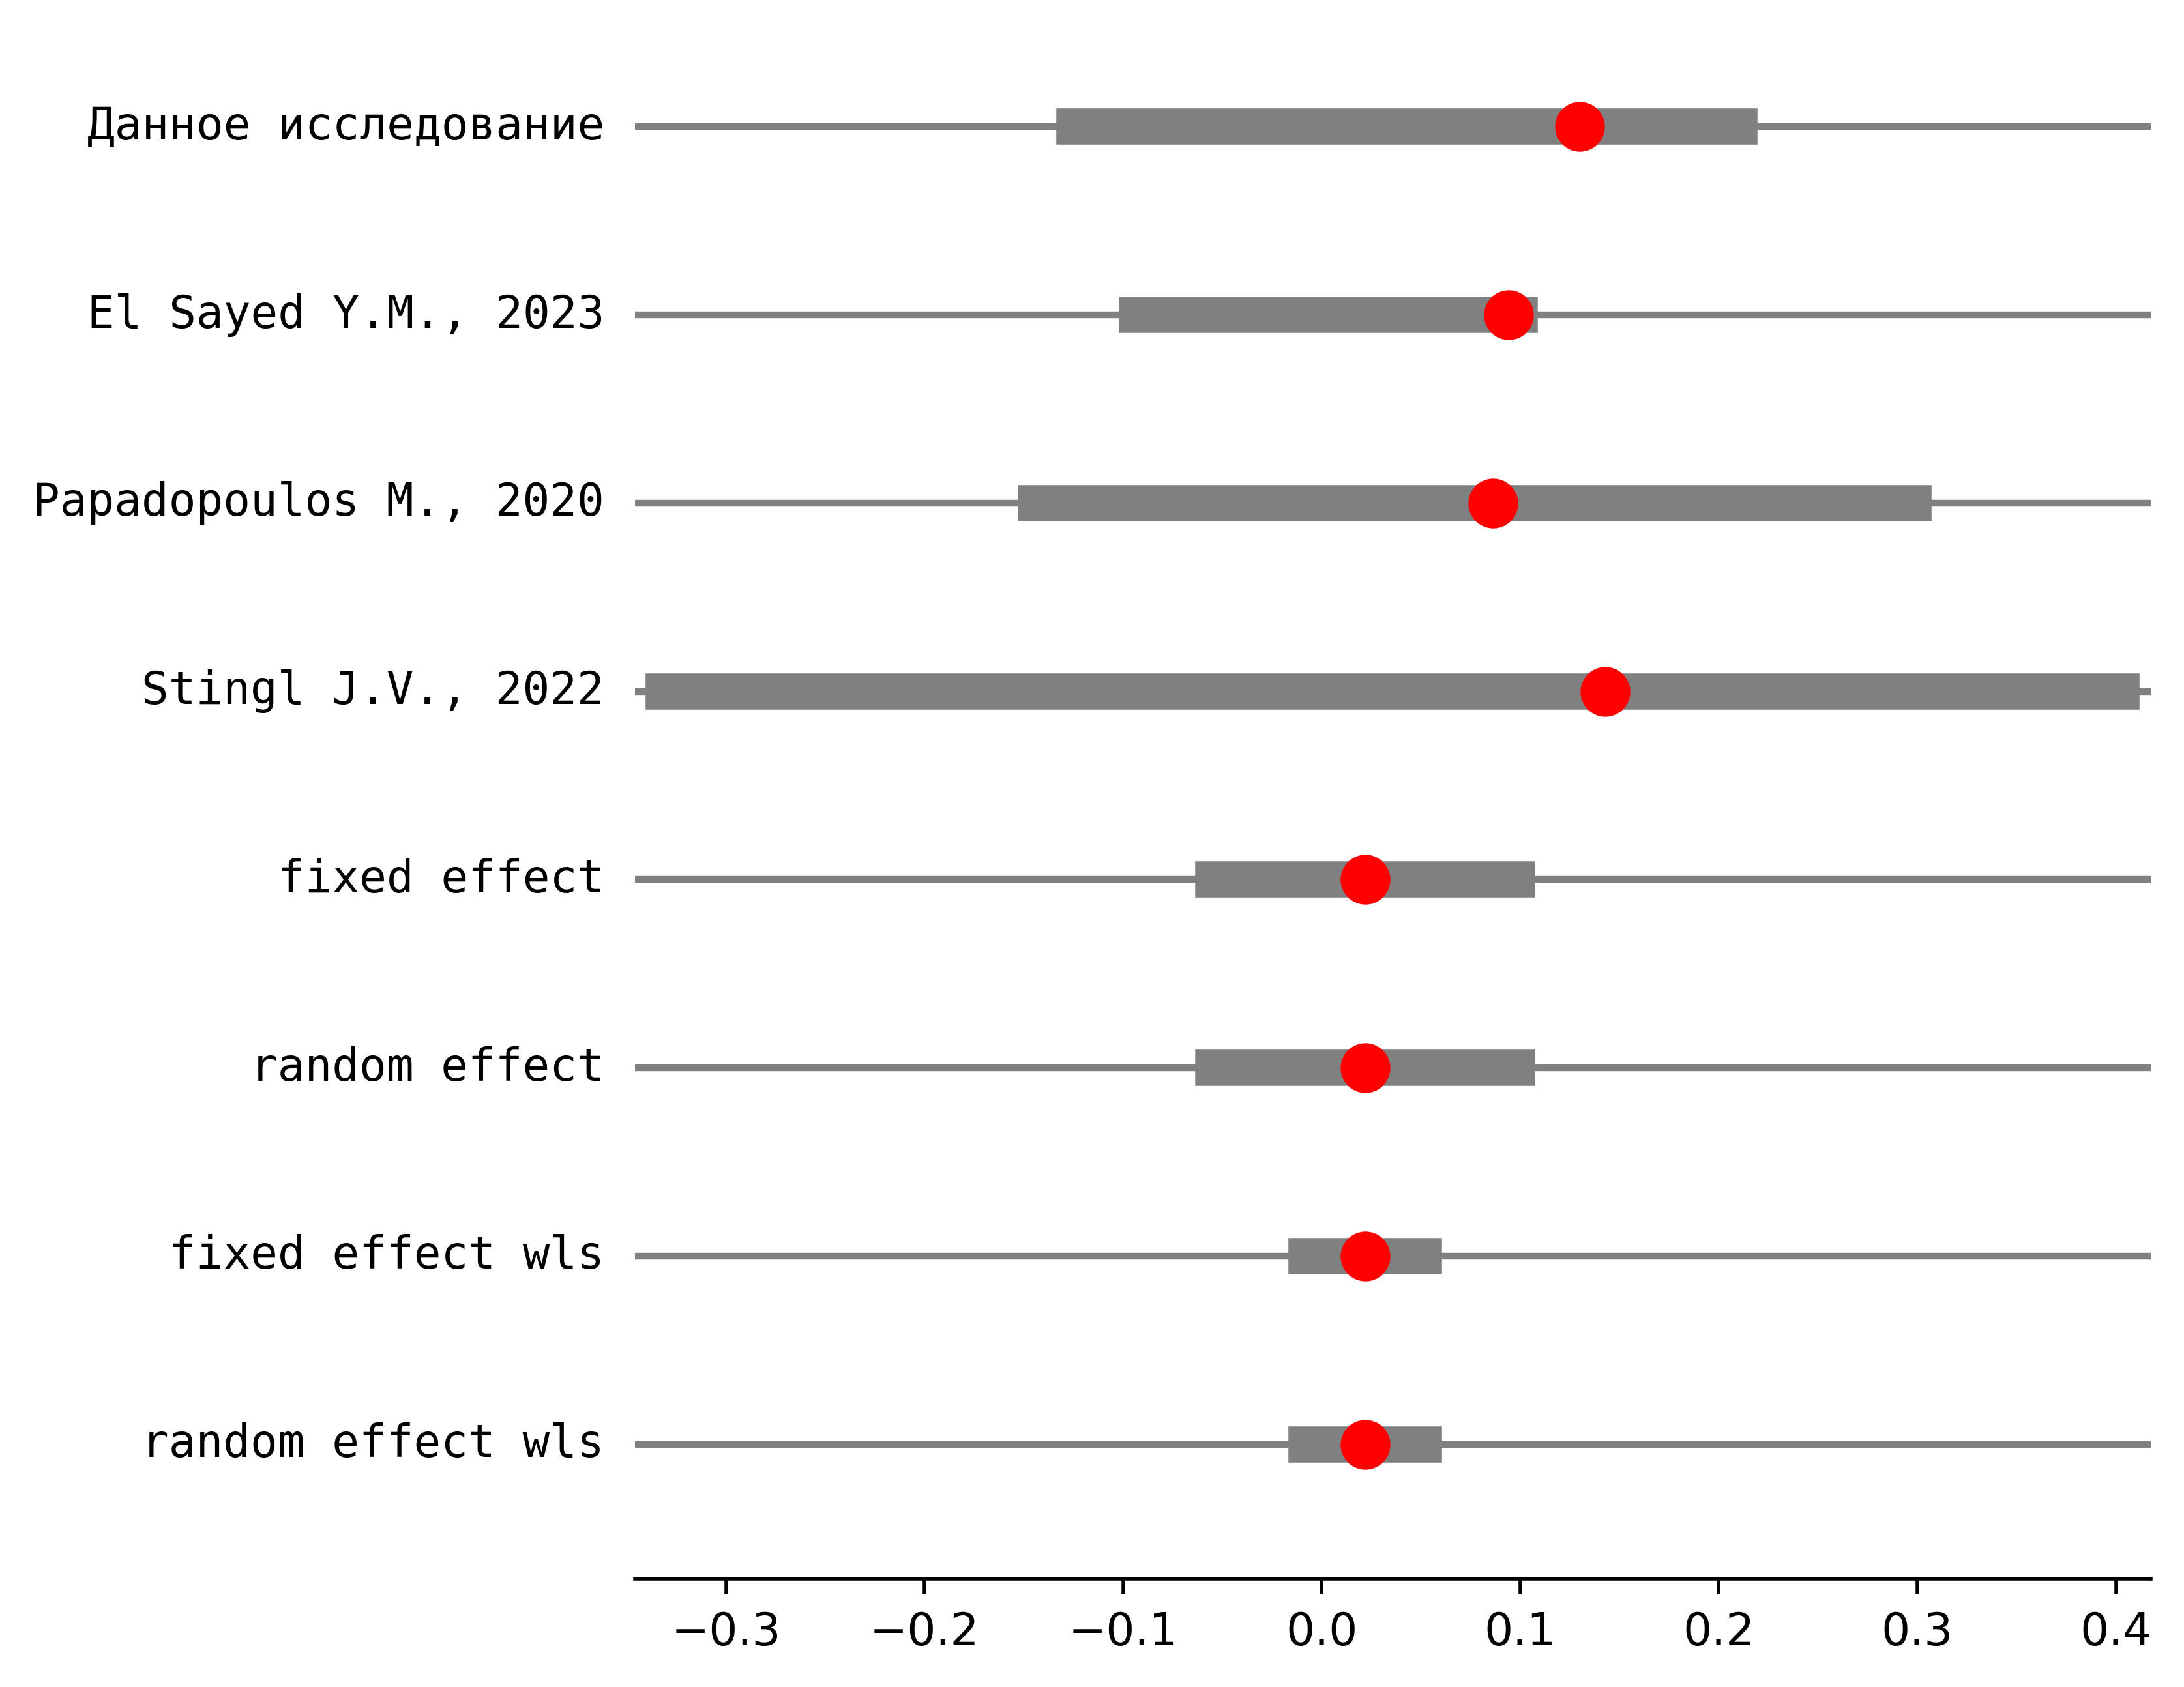 Данное исследование
El Sayed Y.M., 2023
Papadopoulos M., 2020
Stingl J.V., 2022
fixed effect
random effect
fixed effect wls
random effect wls
−0.3 −0.2 −0.1 0.0 0.1 0.2 0.3 0.4